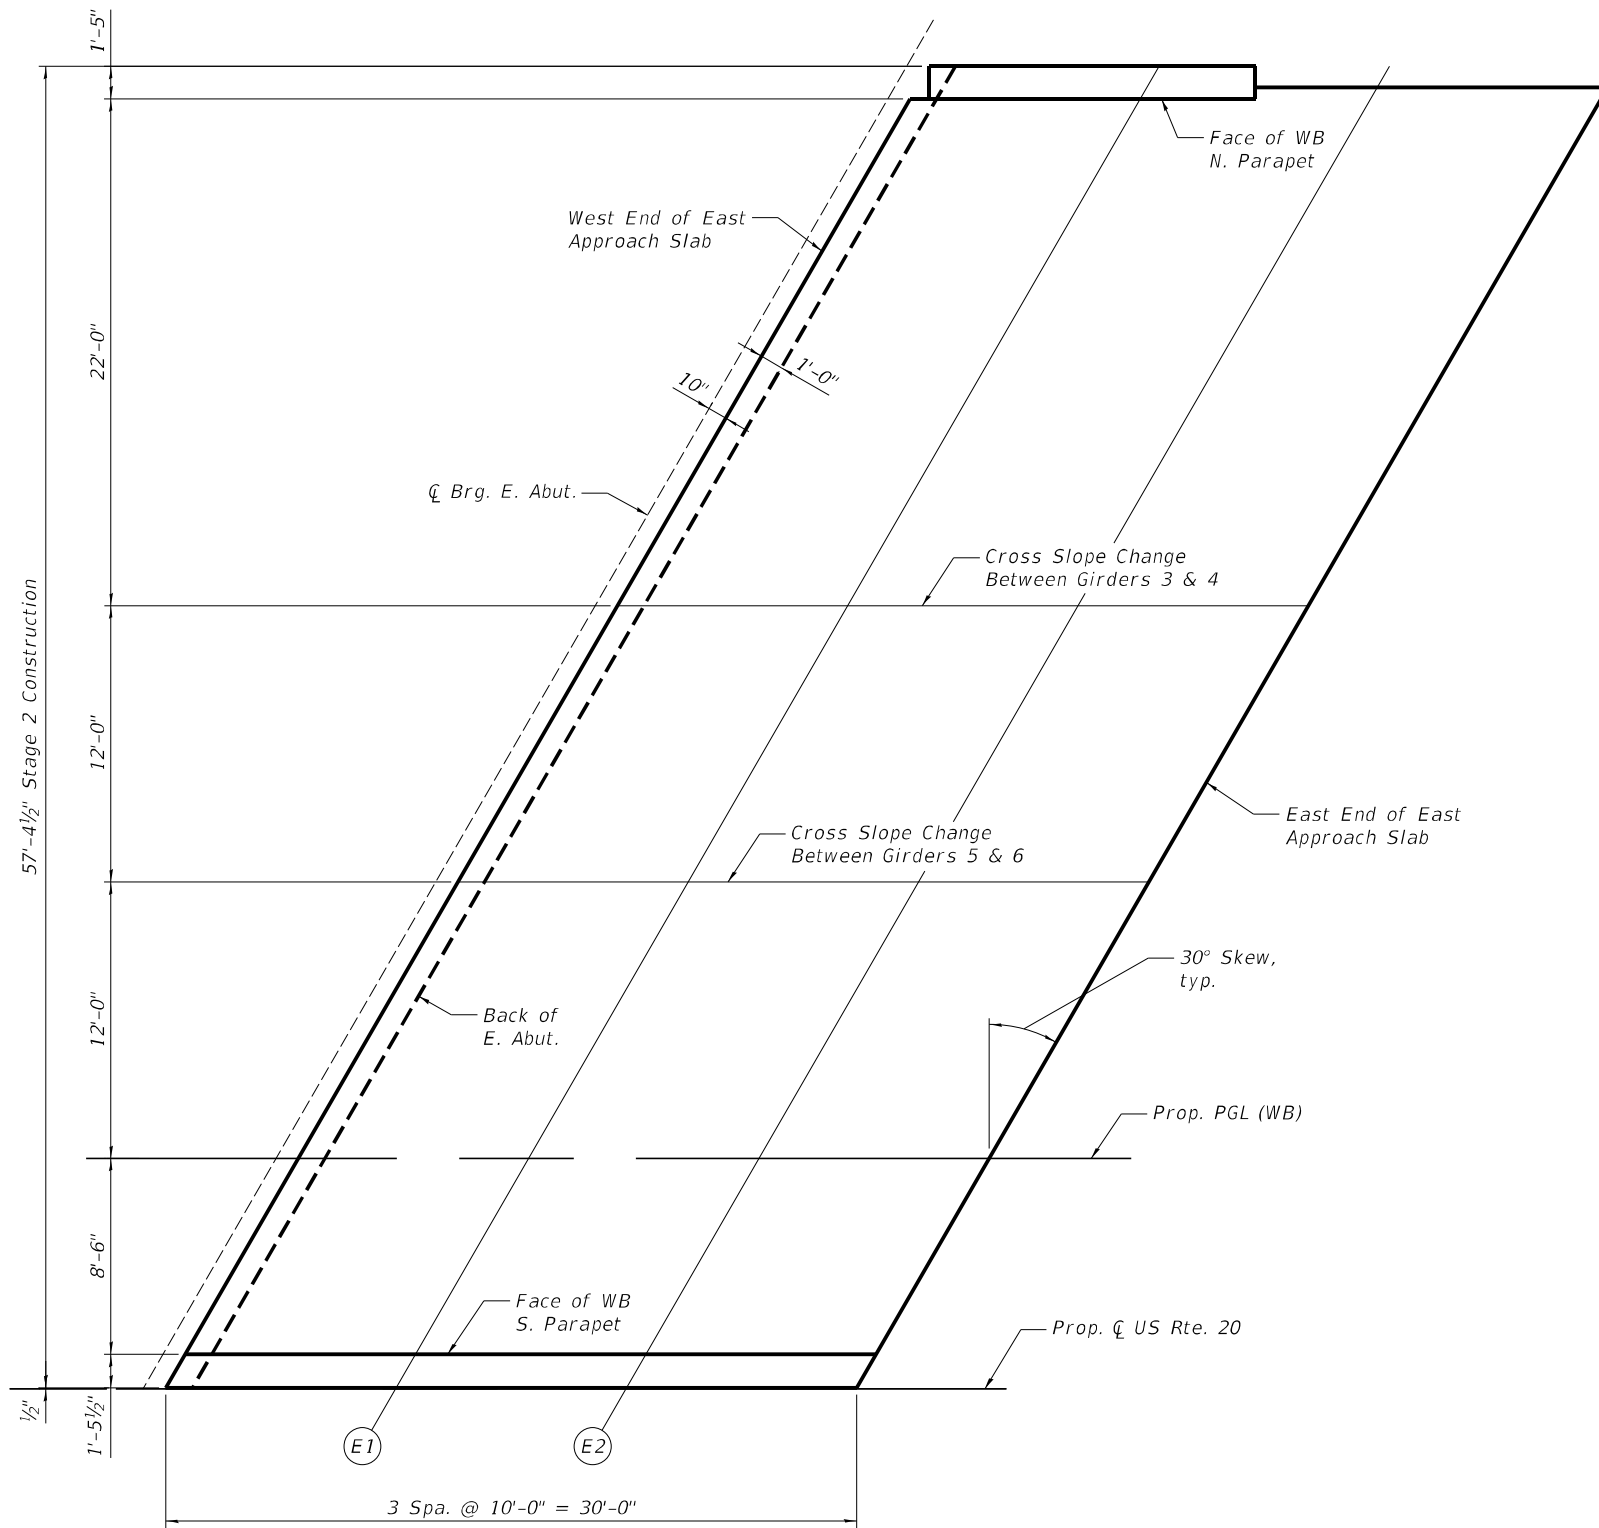 1'-5"
Face of WB
N. Parapet
West End of East
Approach Slab
22'-0"
1'-0"
10"
℄ Brg. E. Abut.
Cross Slope Change
Between Girders 3 & 4
57'-4½" Stage 2 Construction
12'-0"
Cross Slope Change
Between Girders 5 & 6
East End of East
Approach Slab
30° Skew,
typ.
12'-0"
Back of
E. Abut.
Prop. PGL (WB)
8'-6"
Face of WB
S. Parapet
Prop. ℄ US Rte. 20
½"
1'-5½"
E1
E2
3 Spa. @ 10'-0" = 30'-0"